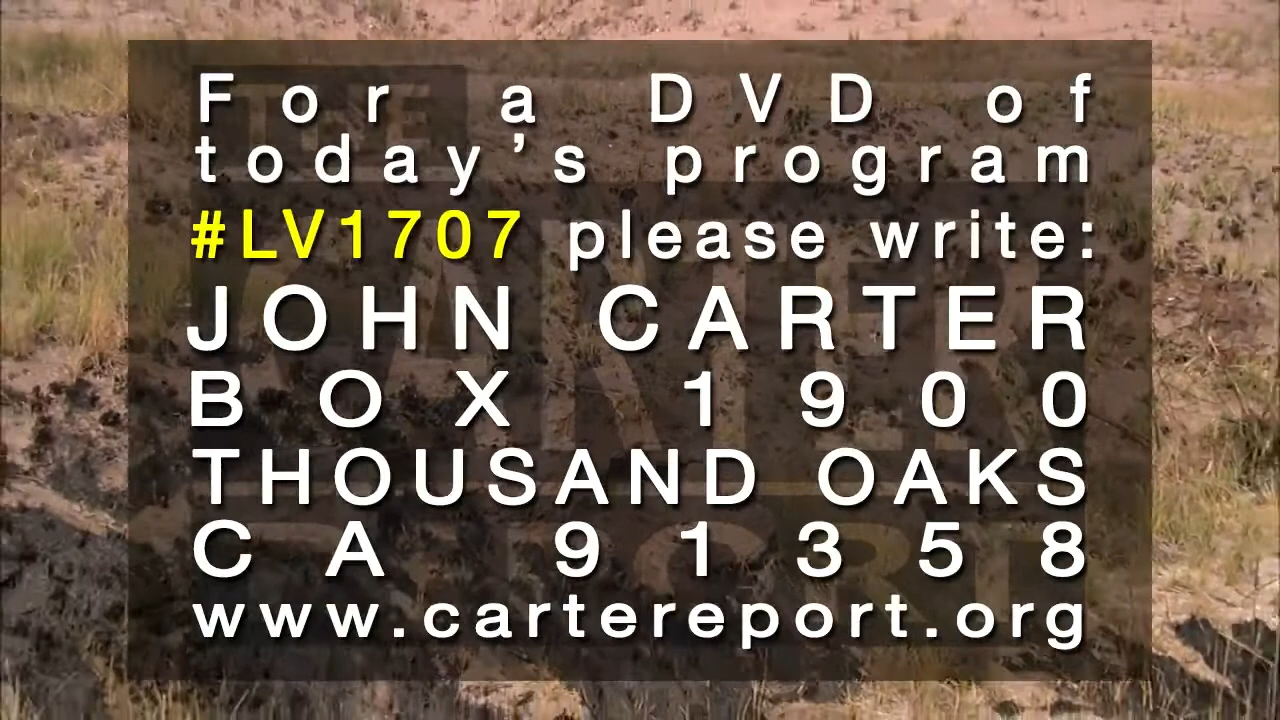 For a DVD of
today’s program
#LV1707 please write:
JOHN CARTER
BOX 1900
THOUSAND OAKS
CA 91358
www.cartereport.org